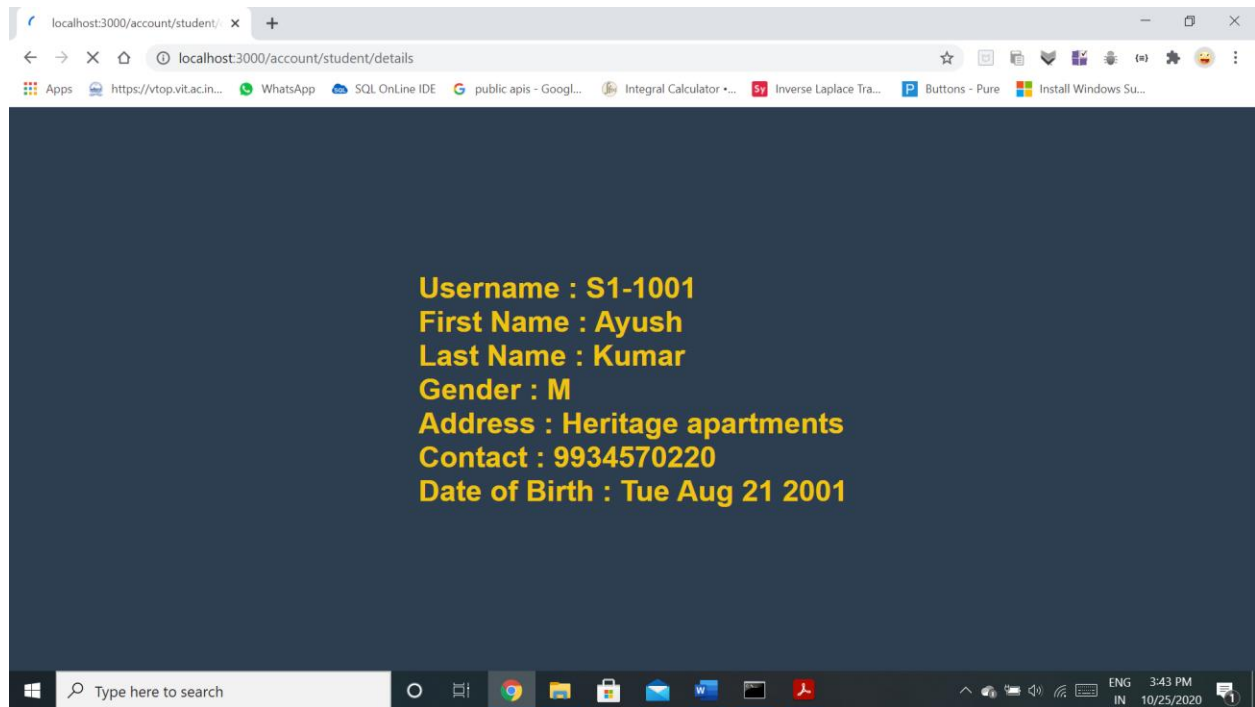 localhost:3000/account/student/
localhost:3000/account/student/details
Apps https://vtop.vit.ac.in... WhatsApp SQL OnLine IDE public apis - Googl... Integral Calculator •... Sy Inverse Laplace Tra... P Buttons - Pure Install Windows Su...
Username : S1-1001
First Name : Ayush
Last Name : Kumar
Gender : M
Address : Heritage apartments
Contact : 9934570220
Date of Birth : Tue Aug 21 2001
Type here to search
ENG 3:43 PM
IN 10/25/2020